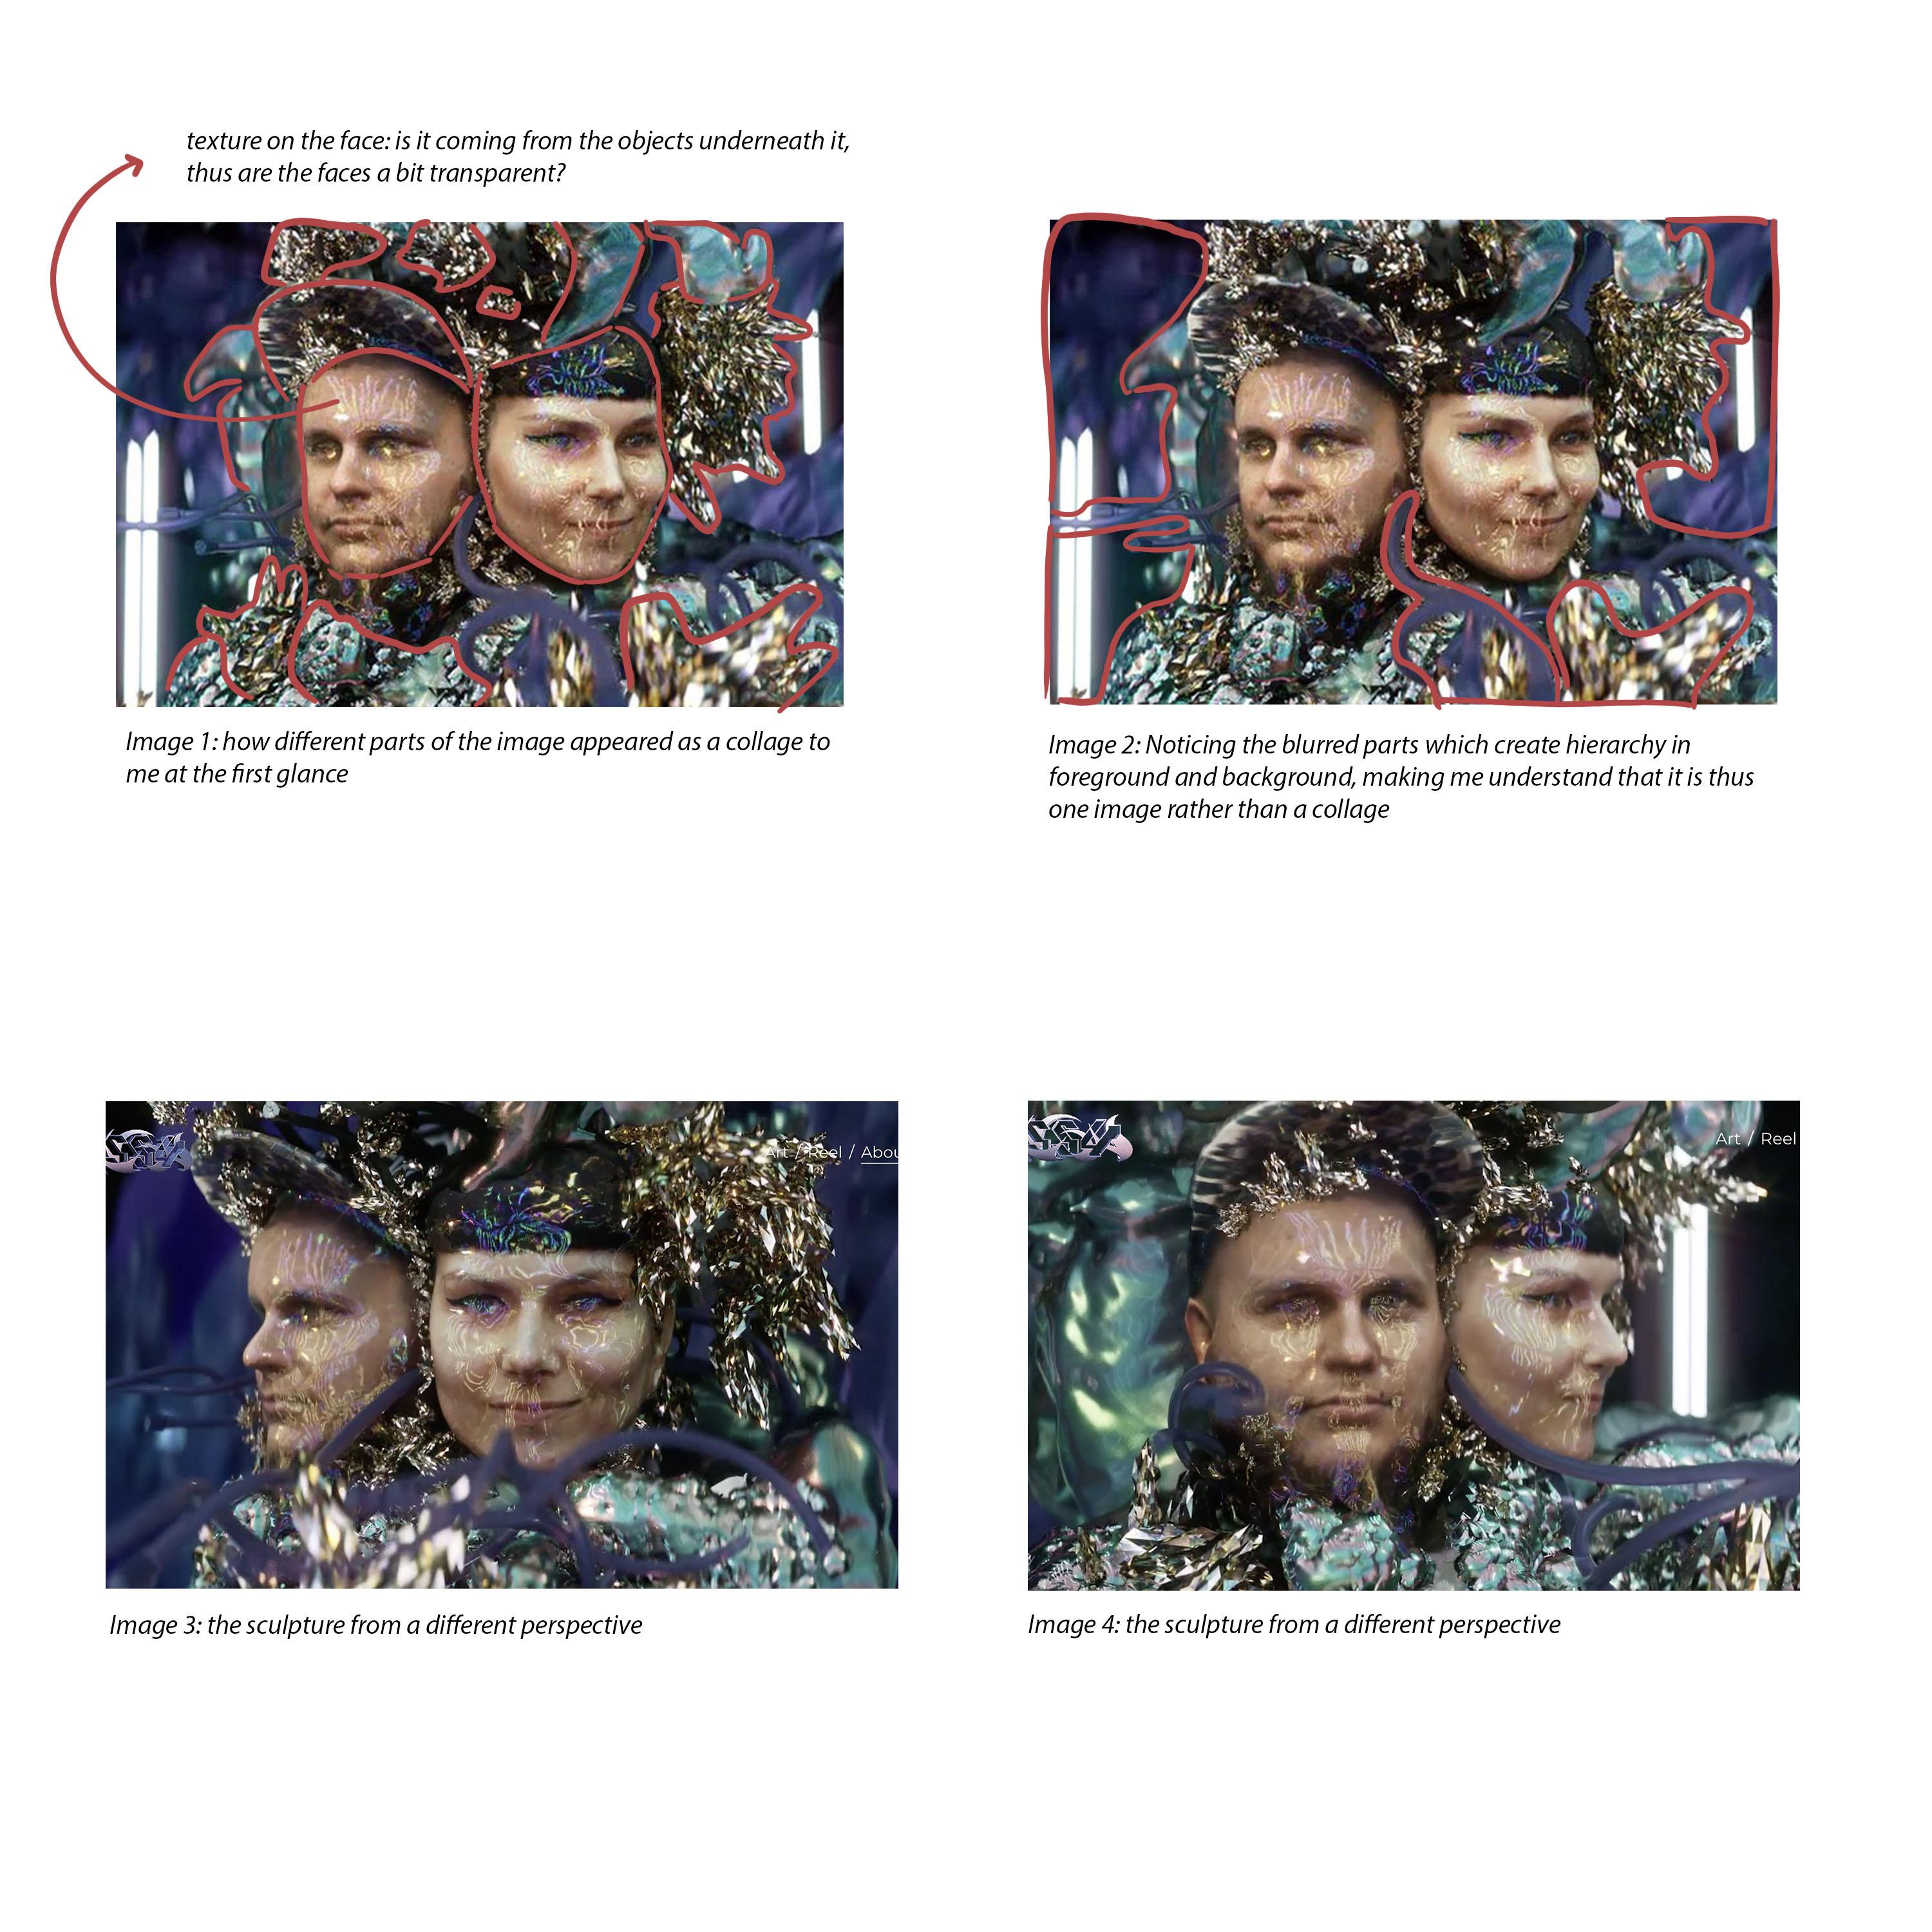 texture on the face: is it coming from the objects underneath it,
thus are the faces a bit transparent?
Image 1: how different parts of the image appeared as a collage to
me at the first glance
Image 2: Noticing the blurred parts which create hierarchy in
foreground and background, making me understand that it is thus
one image rather than a collage
Art / Reel / Abou
Art / Reel
Image 3: the sculpture from a different perspective
Image 4: the sculpture from a different perspective